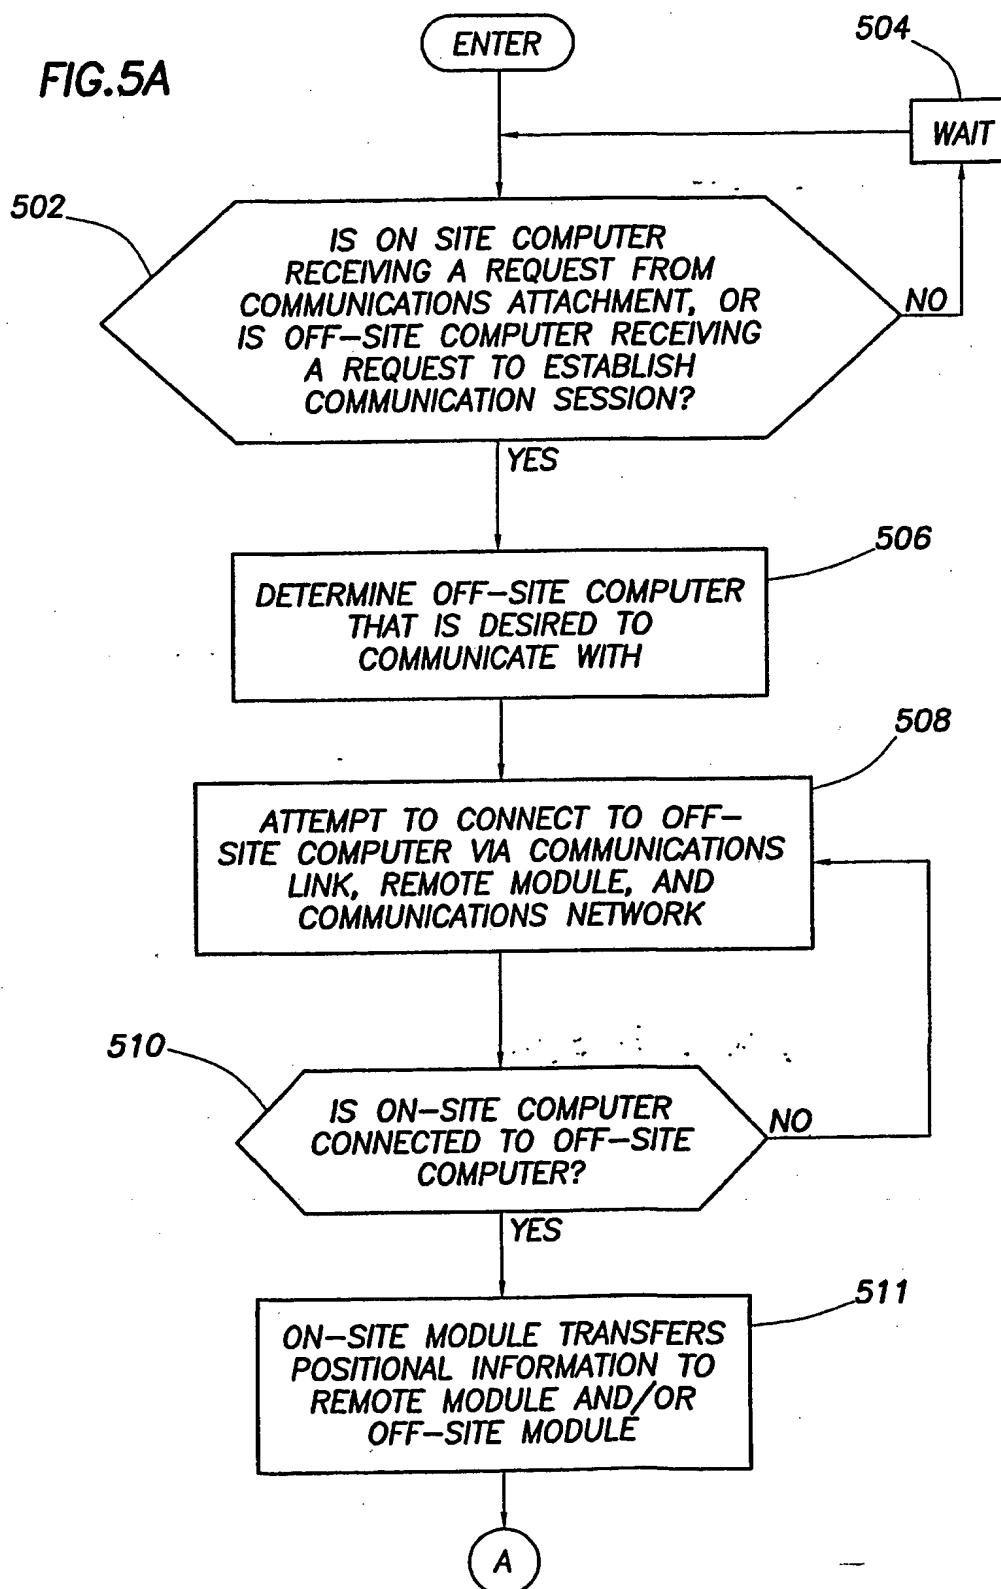 FIG.5A
ENTER
504
WAIT
502
IS ON SITE COMPUTER
RECEIVING A REQUEST FROM
COMMUNICATIONS ATTACHMENT, OR
IS OFF-SITE COMPUTER RECEIVING
A REQUEST TO ESTABLISH
COMMUNICATION SESSION?
NO
YES
506
DETERMINE OFF-SITE COMPUTER
THAT IS DESIRED TO
COMMUNICATE WITH
508
ATTEMPT TO CONNECT TO OFF-
SITE COMPUTER VIA COMMUNICATIONS
LINK, REMOTE MODULE, AND
COMMUNICATIONS NETWORK
510
IS ON-SITE COMPUTER
CONNECTED TO OFF-SITE
COMPUTER?
NO
YES
511
ON-SITE MODULE TRANSFERS
POSITIONAL INFORMATION TO
REMOTE MODULE AND/OR
OFF-SITE MODULE
A